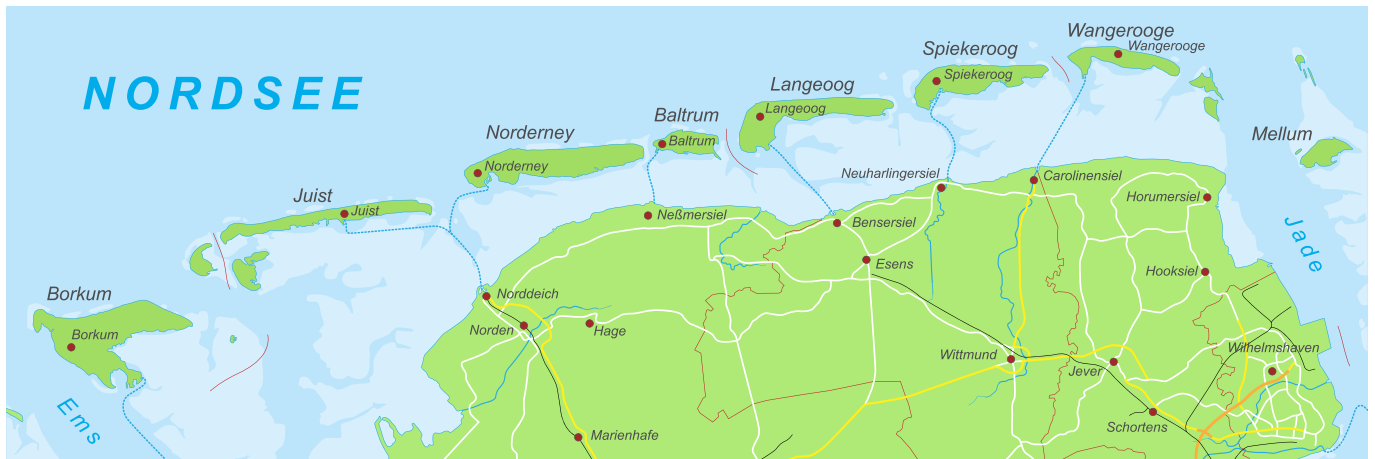 NORDSEE
Wangerooge
Wangerooge
Spiekeroog
Spiekeroog
Langeoog
Langeoog
Baltrum
Baltrum
Mellum
Norderney
Norderney
Neuharlingersiel
Carolinensiel
Juist
Juist
Horumersiel
Neßmersiel
Bensersiel
Jade
Esens
Hooksiel
Borkum
Borkum
Norddeich
Norden
Hage
Wittmund
Wilhelmshaven
Jever
Ems
Schortens
Marienhafe